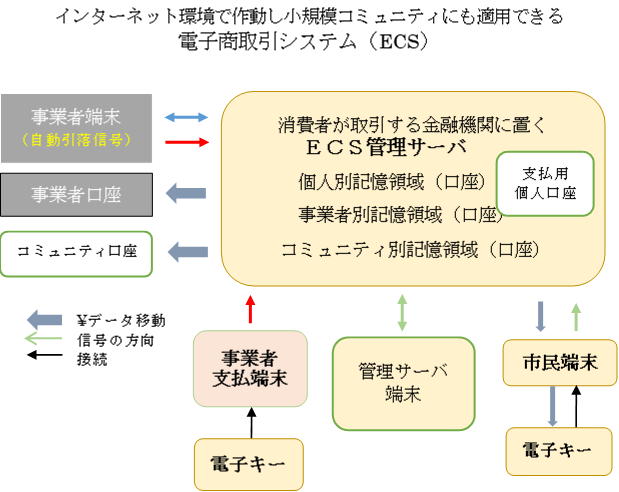 インターネット環境で作動し小規模コミュニティにも適用できる
電子商取引システム（ECS）
事業者端末
（自動引落信号）
事業者口座
コミュニティ口座
消費者が取引する金融機関に置く
ＥＣＳ管理サーバ
個人別記憶領域（口座）
事業者別記憶領域（口座）
コミュニティ別記憶領域（口座）
支払用
個人口座
¥データ移動
信号の方向
接続
事業者
支払端末
電子キー
管理サーバ
端末
市民端末
電子キー